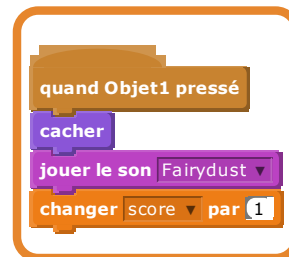 quand Objet1 pressé
cacher
jouer le son Fairydust
changer score par 1